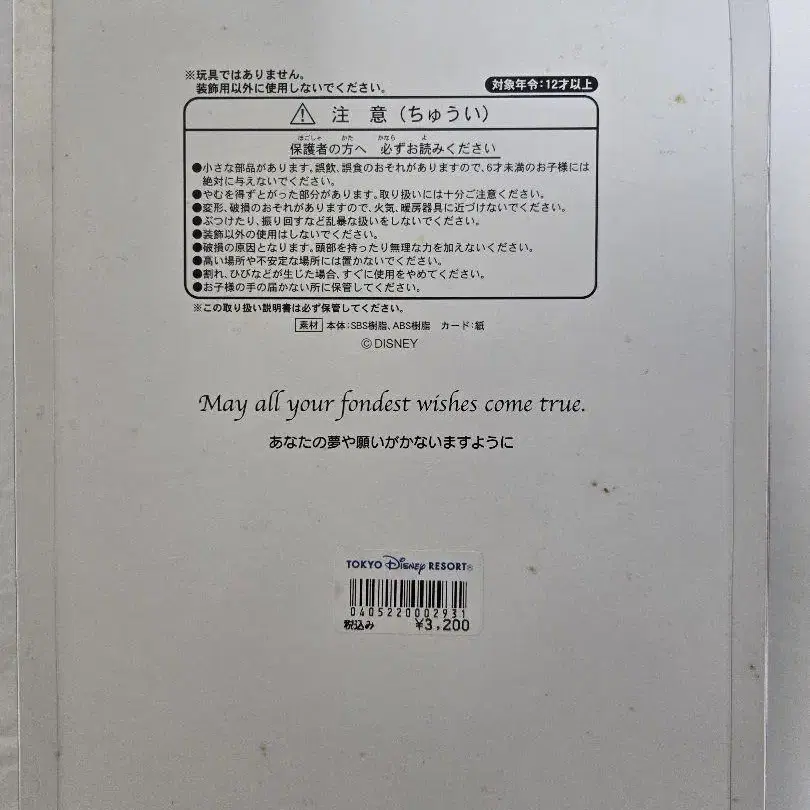 ※玩具ではありません。
装飾用以外に使用しないでください。
対象年令:12才以上
⚠ 注 意 (ちゅうい)
ほごしゃ かた かなら よ
保護者の方へ 必ずお読みください
●小さな部品があります。誤飲、誤食のおそれがありますので、6才未満のお子様には
絶対に与えないでください。
●やむを得ずとがった部分があります。取り扱いには十分ご注意ください。
●変形、破損のおそれがありますので、火気、暖房器具に近づけないでください。
●ぶつけたり、振り回すなど乱暴な扱いをしないでください。
●装飾以外の使用はしないでください。
●破損の原因となります。頭部を持ったり無理な力を加えないください。
●高い場所や不安定な場所には置かないでください。
●割れ、ひびなどが生じた場合、すぐに使用をやめてください。
●お子様の手の届かない所に保管してください。
※この取り扱い説明書は必ず保管してください。
素材 本体:SBS樹脂、ABS樹脂 カード:紙
©DISNEY
May all your fondest wishes come true.
あなたの夢や願いがかないますように
TOKYO Disney RESORT®
0405220002931
税込み ¥3,200